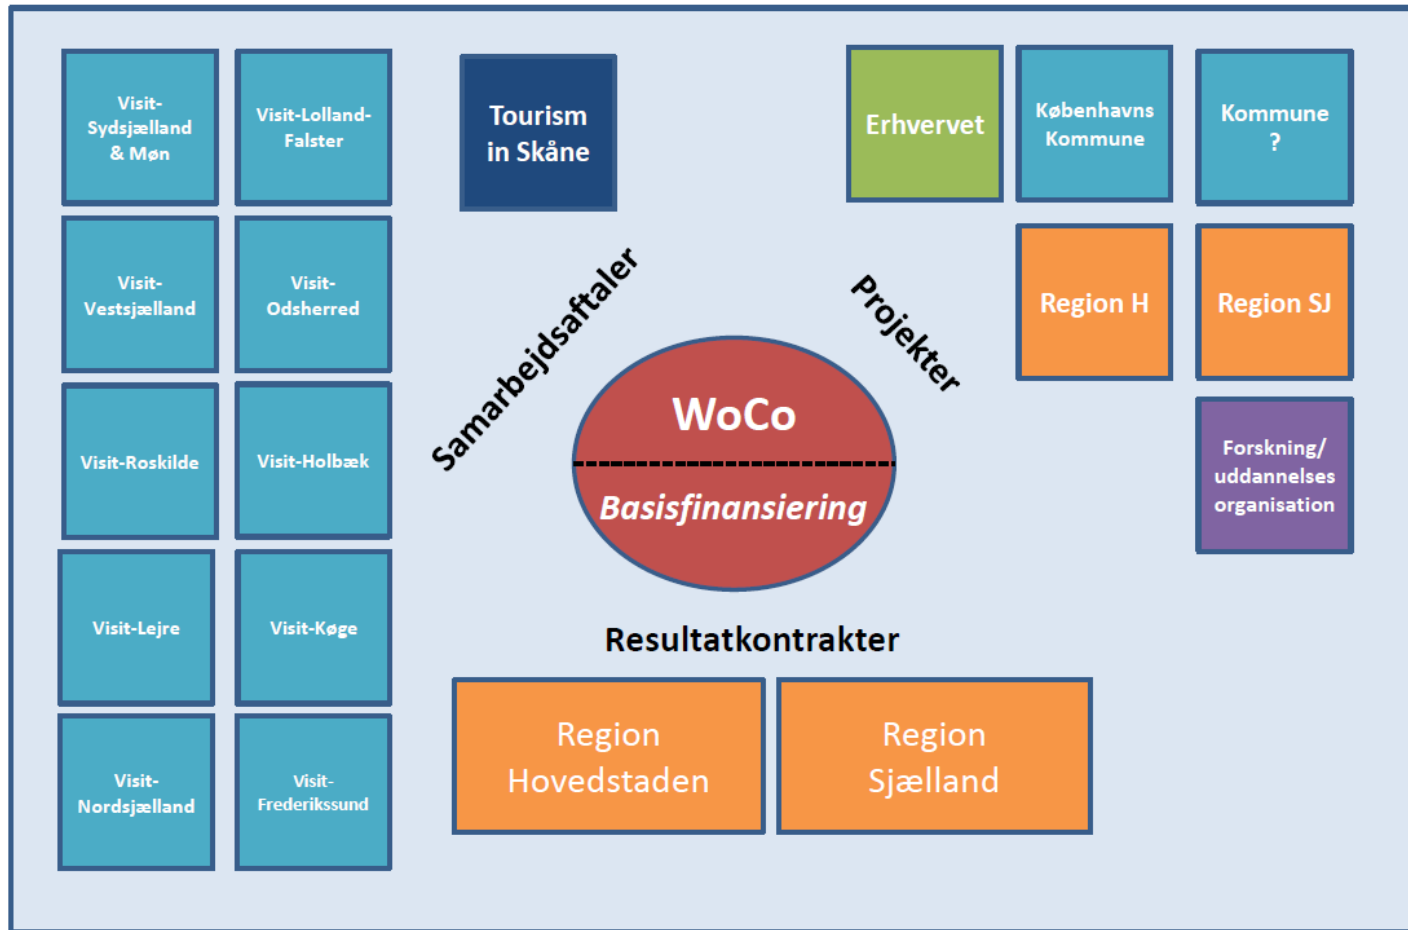 Visit-
Sydsjælland
& Møn
Visit-Lolland-
Falster
Tourism
in Skåne
Erhvervet
Københavns
Kommune
Kommune
?
Visit-
Vestsjælland
Visit-
Odsherred
Samarbejdsaftaler
Projekter
Region H
Region SJ
Visit-Roskilde
Visit-Holbæk
WoCo
Basisfinansiering
Forskning/
uddannelses
organisation
Visit-Lejre
Visit-Køge
Resultatkontrakter
Region
Hovedstaden
Region
Sjælland
Visit-
Nordsjælland
Visit-
Frederikssund